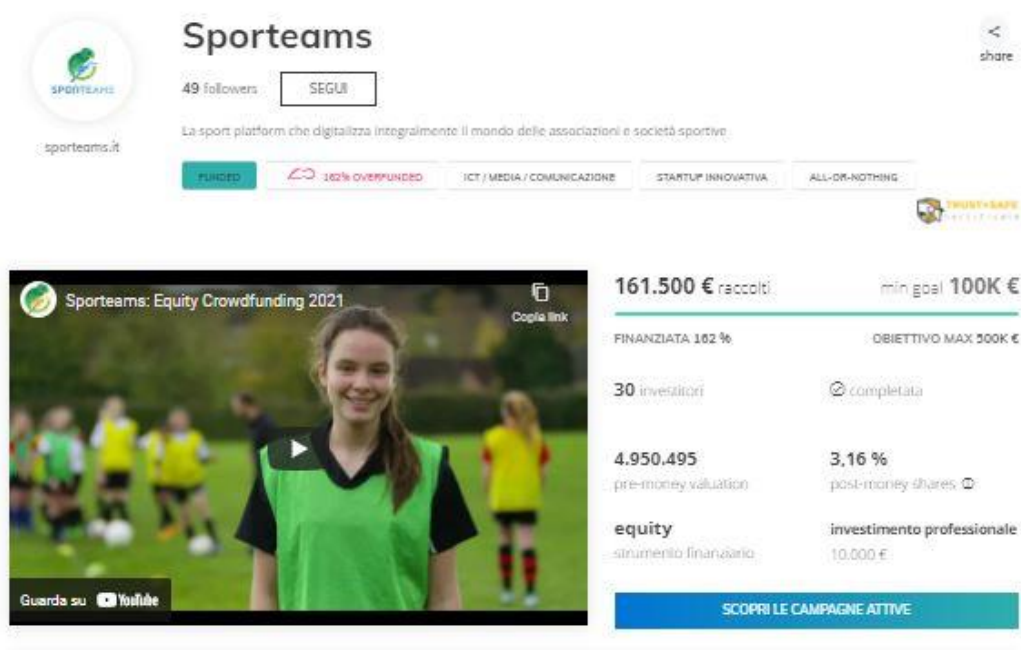 Sporteams
share
SPORTEAMS
49 followers
SEGUI
La sport platform che digitalizza integralmente il mondo delle associazioni e società sportive
sporteams.it
FUNDED
162% OVERFUNDED
ICT / MEDIA / COMUNICAZIONE
STARTUP INNOVATIVA
ALL-OR-NOTHING
TRUST+SAFE
Sporteams: Equity Crowdfunding 2021
Copia link
Guarda su YouTube
161.500 € raccolti
min goal 100K €
FINANZIATA 162 %
OBIETTIVO MAX 500K €
30 investitori
completata
4.950.495
pre-money valuation
3,16 %
post-money shares
equity
strumento finanziario
investimento professionale
10.000 €
SCOPRI LE CAMPAGNE ATTIVE